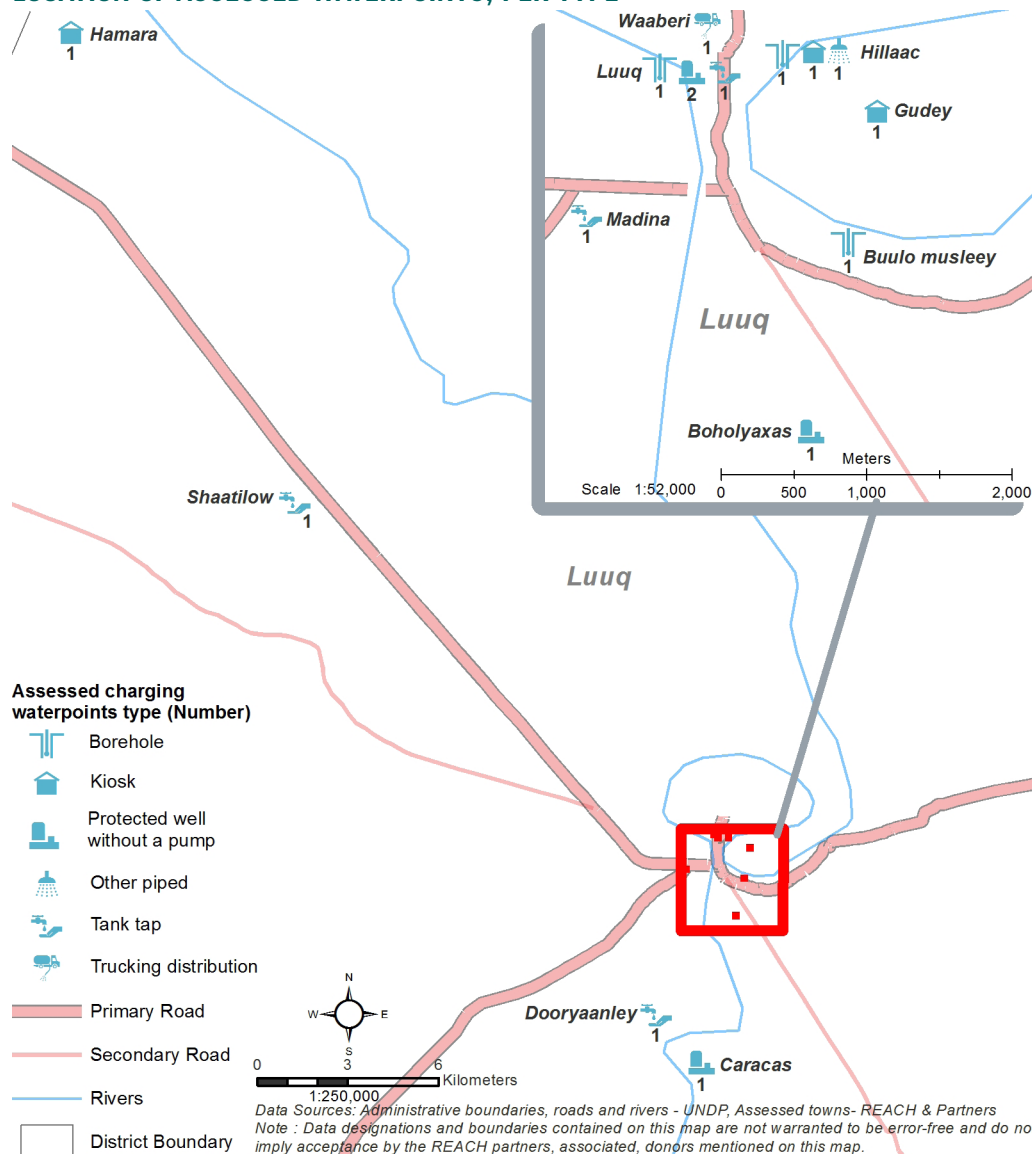 Hamara
1
Waaberi
1
Luuq
1
2
1
1
1
1
Hillaac
Gudey
1
Madina
1
Buulo musleey
1
Luuq
Boholyaxas
1
Meters
Scale 1:52,000 0 500 1,000 2,000
Shaatilow
1
Luuq
Assessed charging
waterpoints type (Number)
Borehole
Kiosk
Protected well
without a pump
Other piped
Tank tap
Trucking distribution
Primary Road
Secondary Road
Rivers
District Boundary
N
W E
S
0 3 6
Kilometers
1:250,000
Dooryaanley
1
Caracas
1
Data Sources: Administrative boundaries, roads and rivers - UNDP, Assessed towns- REACH & Partners
Note : Data designations and boundaries contained on this map are not warranted to be error-free and do no
imply acceptance by the REACH partners, associated, donors mentioned on this map.